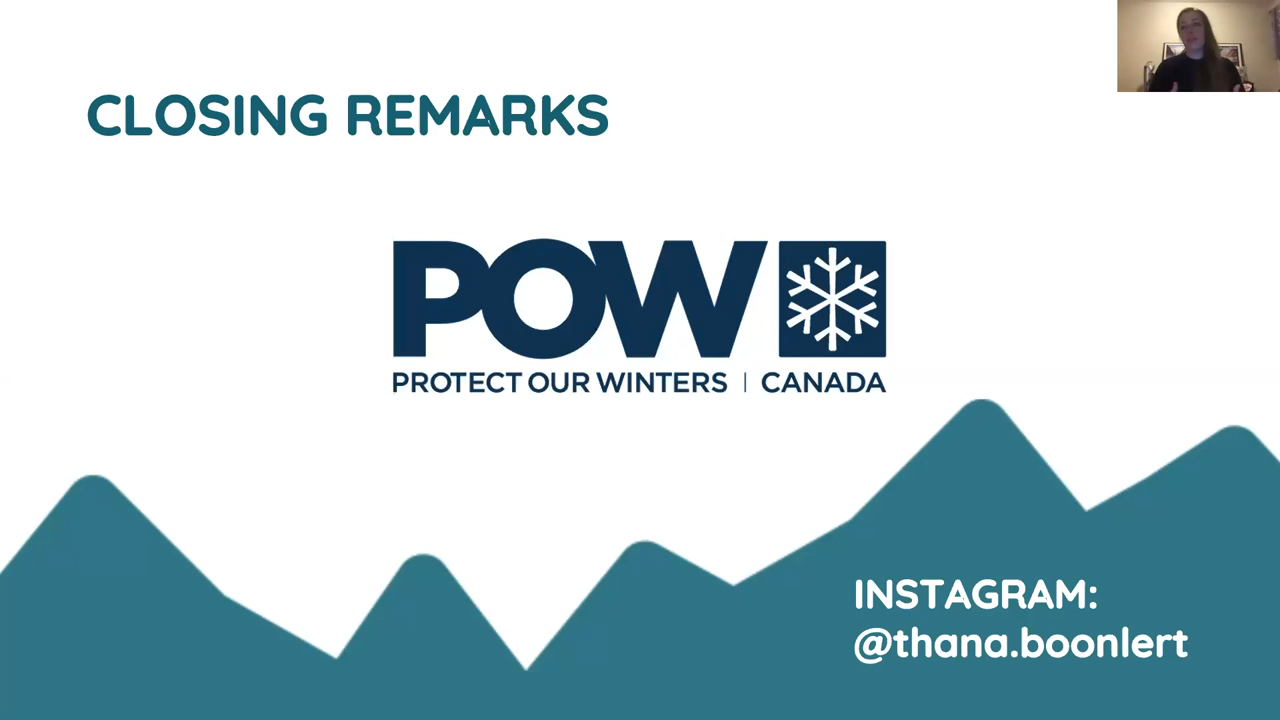 CLOSING REMARKS
POW
PROTECT OUR WINTERS | CANADA
INSTAGRAM:
@thana.boonlert